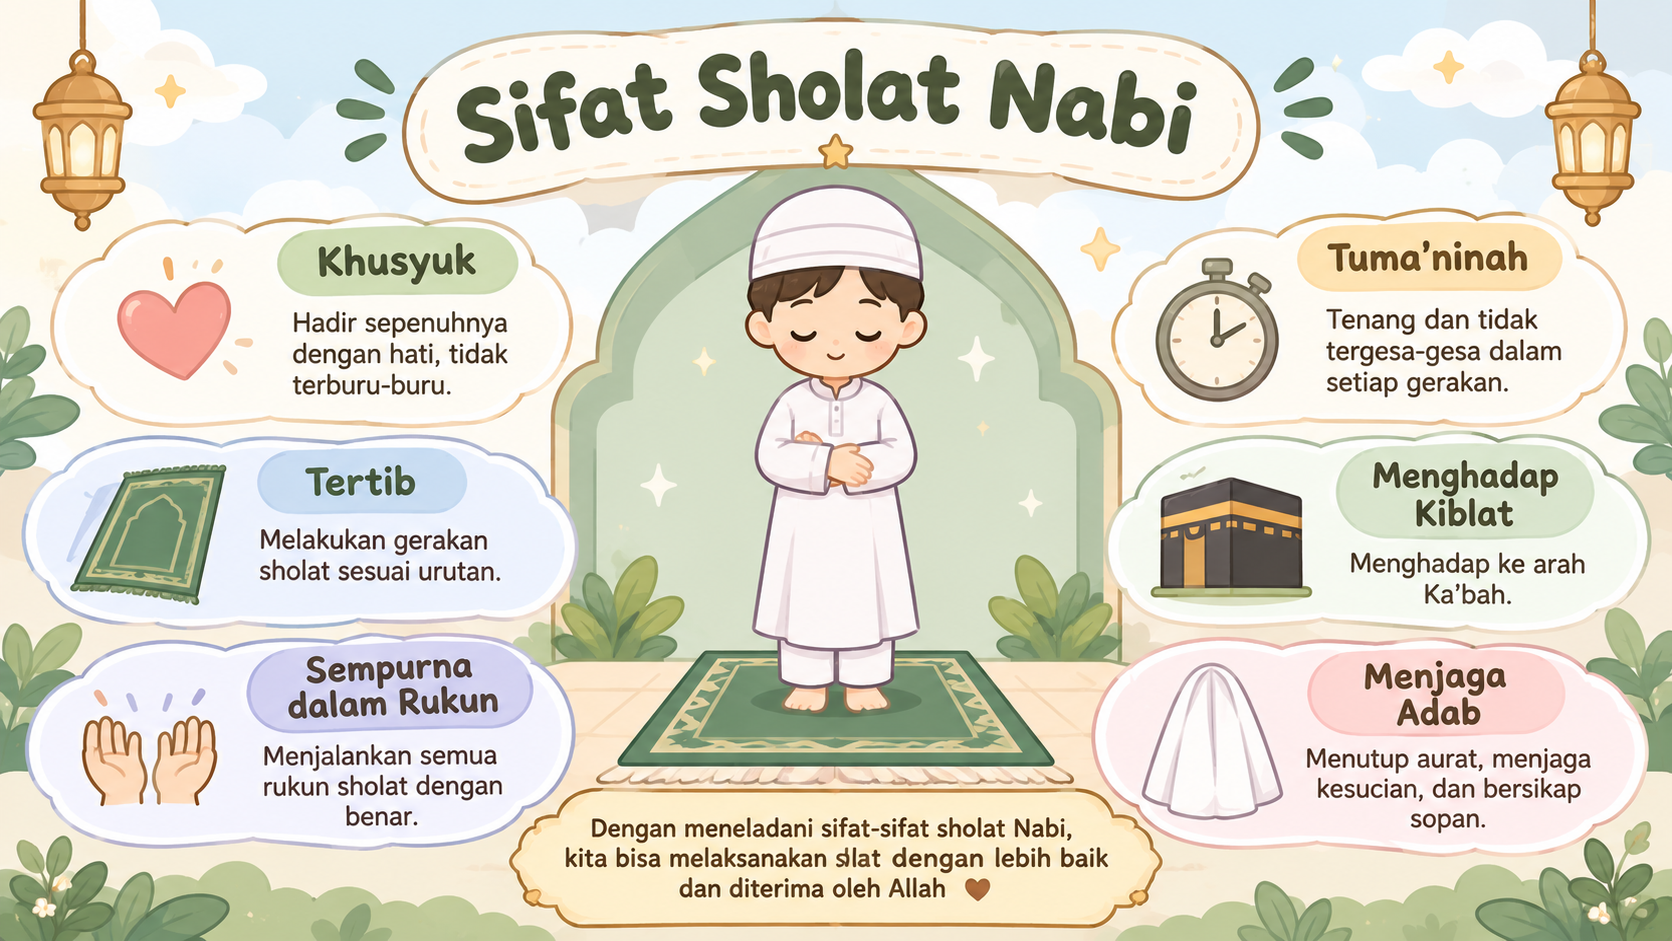 Sifat Sholat Nabi
Khusyuk
Hadir sepenuhnya
dengan hati, tidak
terburu-buru.
Tertib
Melakukan gerakan
sholat sesuai urutan.
Sempurna
dalam Rukun
Menjalankan semua
rukun sholat dengan
benar.
Tuma'ninah
Tenang dan tidak
tergesa-gesa dalam
setiap gerakan.
Menghadap
Kiblat
Menghadap ke arah
Ka'bah.
Menjaga
Adab
Menutup aurat, menjaga
kesucian, dan bersikap
sopan.
Dengan meneladani sifat-sifat sholat Nabi,
kita bisa melaksanakan dengan lebih baik
dan diterima oleh Allah